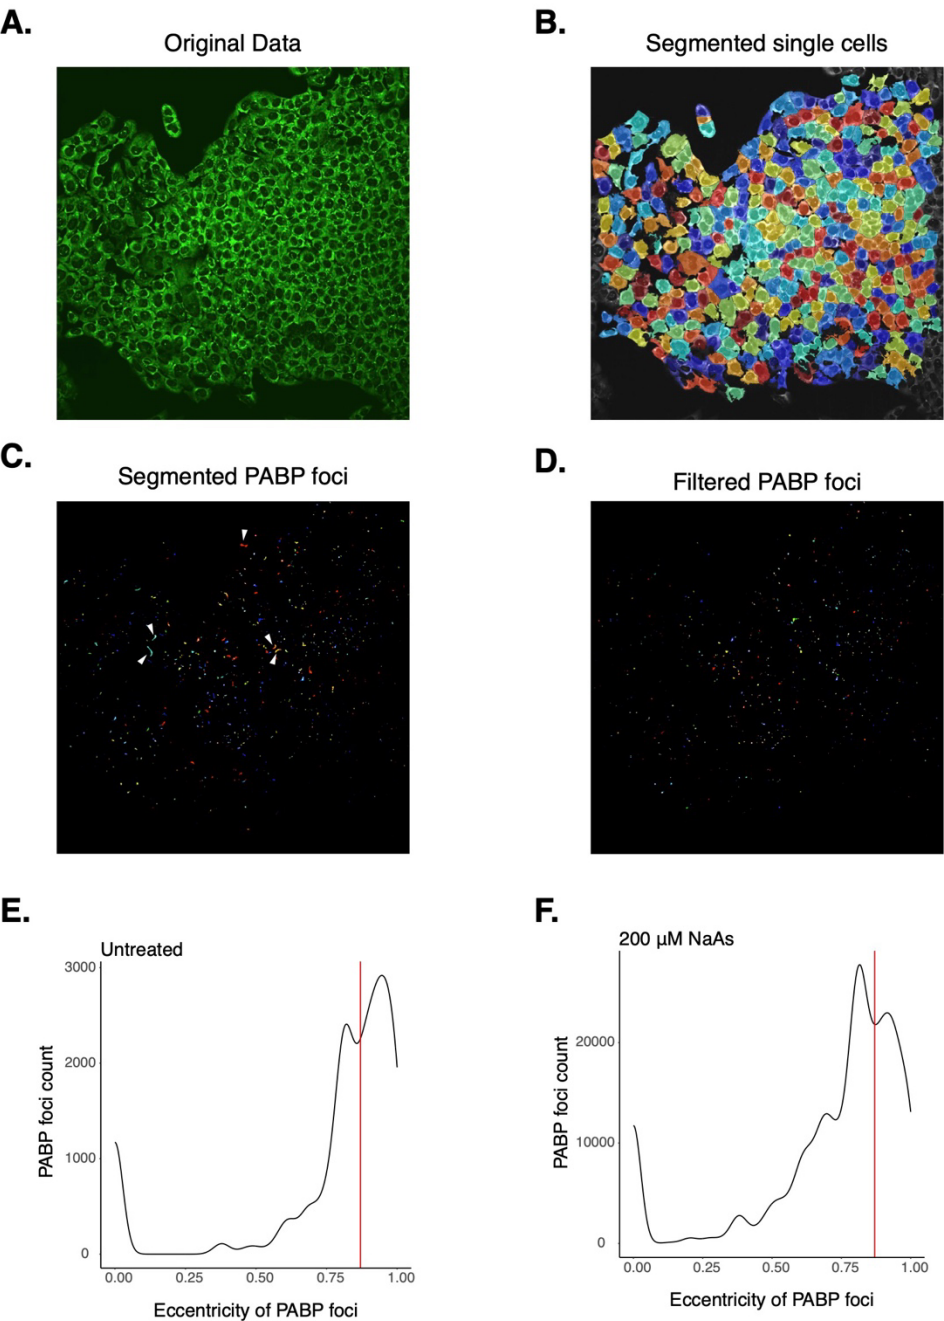 A.
Original Data
B.
Segmented single cells
C.
Segmented PABP foci
D.
Filtered PABP foci
E.
Untreated
PABP foci count
3000
2000
1000
0
0.00 0.25 0.50 0.75 1.00
Eccentricity of PABP foci
F.
200 µM NaAs
PABP foci count
20000
10000
0
0.00 0.25 0.50 0.75 1.00
Eccentricity of PABP foci